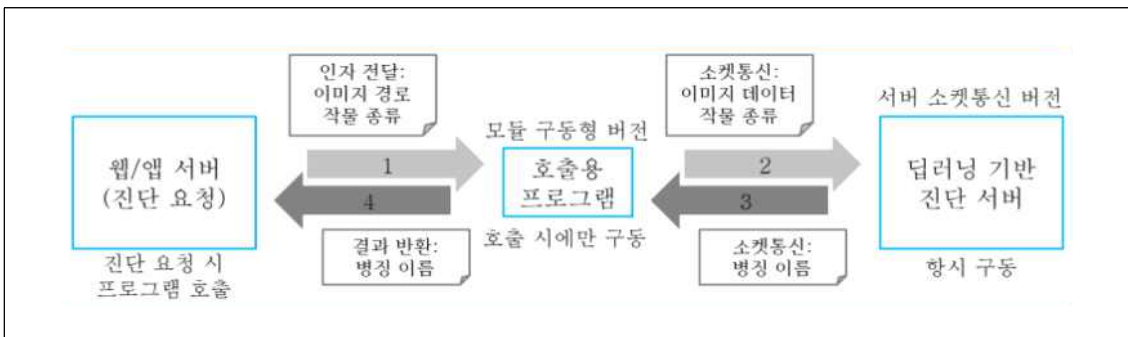 인자 전달:
이미지 경로
작물 종류
소켓통신:
이미지 데이터
작물 종류
서버 소켓통신 버전
모듈 구동형 버전
웹/앱 서버
(진단 요청)
1
4
호출용
프로그램
2
3
딥러닝 기반
진단 서버
호출 시에만 구동
결과 반환:
병징 이름
소켓통신:
병징 이름
진단 요청 시
프로그램 호출
항시 구동